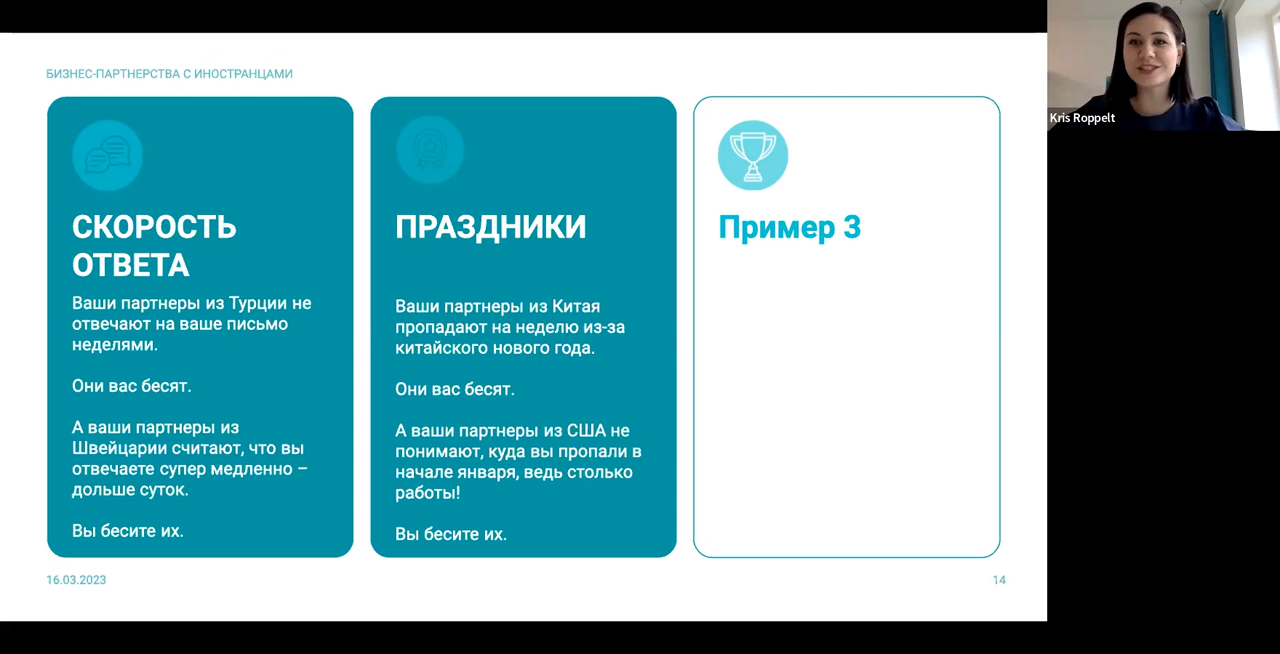 БИЗНЕС-ПАРТНЕРСТВА С ИНОСТРАНЦАМИ
СКОРОСТЬ
ОТВЕТА
Ваши партнеры из Турции не
отвечают на ваше письмо
неделями.
Они вас бесят.
А ваши партнеры из
Швейцарии считают, что вы
отвечаете супер медленно –
дольше суток.
Вы бесите их.
ПРАЗДНИКИ
Ваши партнеры из Китая
пропадают на неделю из-за
китайского нового года.
Они вас бесят.
А ваши партнеры из США не
понимают, куда вы пропали в
начале января, ведь столько
работы!
Вы бесите их.
Пример 3
16.03.2023
14
Kris Roppelt